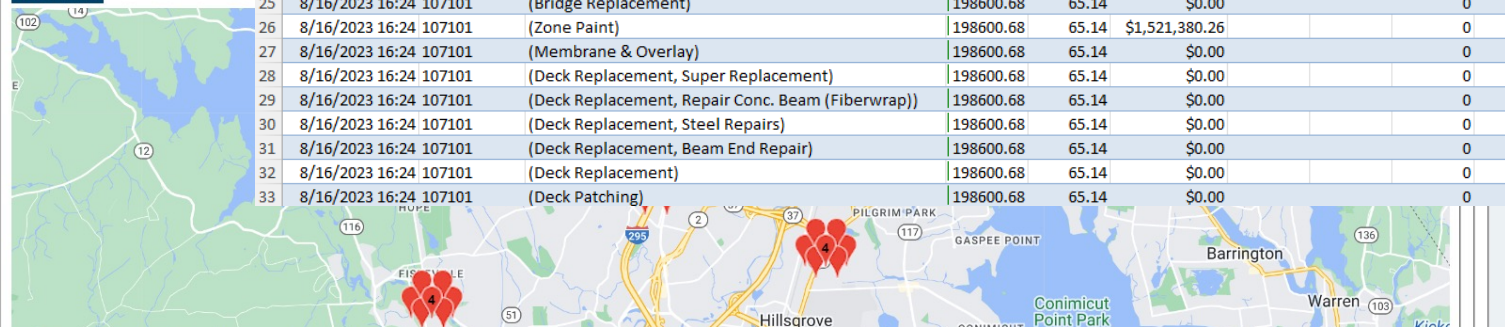 25 8/16/2023 16:24 107101 (Bridge Replacement) 198600.68 65.14 $0.00 0
14
102
26 8/16/2023 16:24 107101 (Zone Paint) 198600.68 65.14 $1,521,380.26 0
27 8/16/2023 16:24 107101 (Membrane & Overlay) 198600.68 65.14 $0.00 0
28 8/16/2023 16:24 107101 (Deck Replacement, Super Replacement) 198600.68 65.14 $0.00 0
29 8/16/2023 16:24 107101 (Deck Replacement, Repair Conc. Beam (Fiberwrap)) 198600.68 65.14 $0.00 0
30 8/16/2023 16:24 107101 (Deck Replacement, Steel Repairs) 198600.68 65.14 $0.00 0
12
31 8/16/2023 16:24 107101 (Deck Replacement, Beam End Repair) 198600.68 65.14 $0.00 0
32 8/16/2023 16:24 107101 (Deck Replacement) 198600.68 65.14 $0.00 0
33 8/16/2023 16:24 107101 (Deck Patching) 198600.68 65.14 $0.00 0
HOPE
37
PILGRIM PARK
2
116
117
295
136
GASPEE POINT
4
Barrington
4
Warren
103
Conimicut
Point Park
51
Hillsgrove